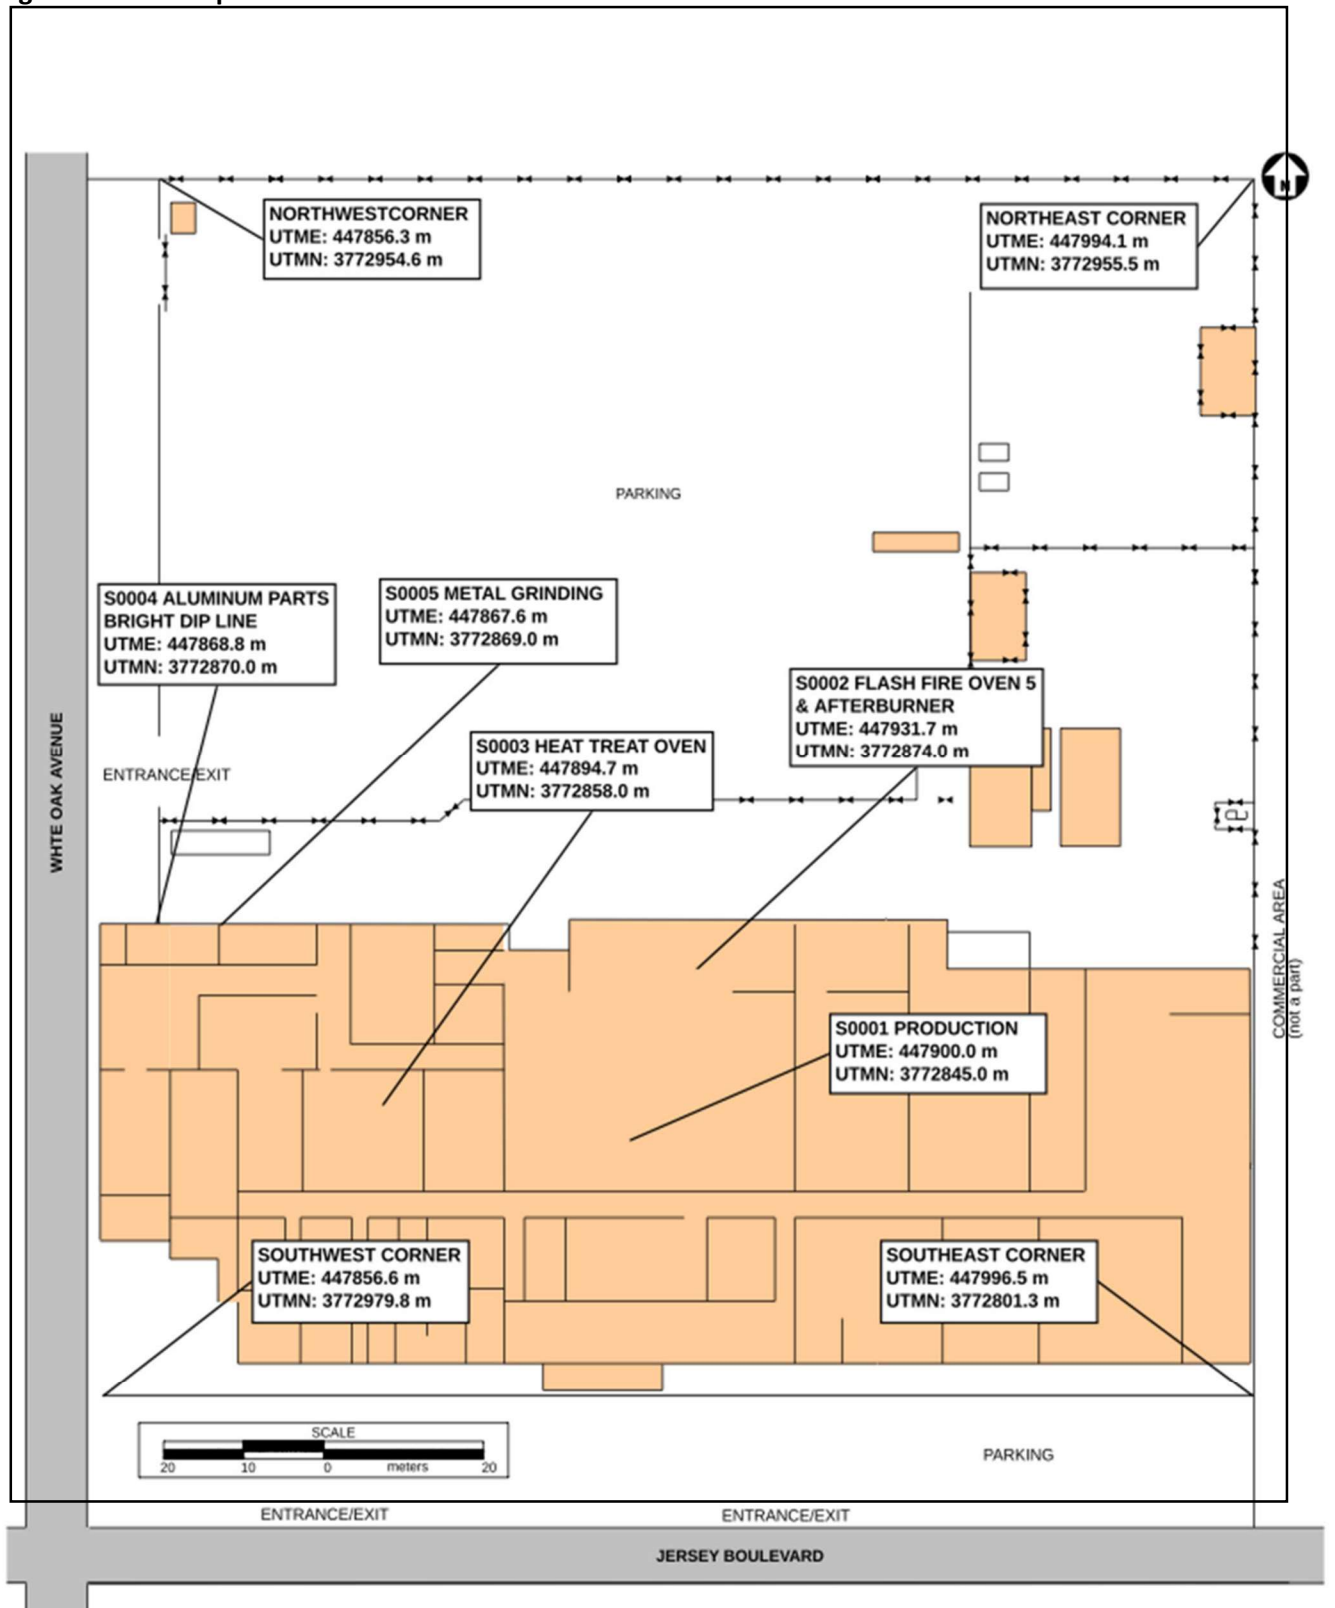 N
NORTHWESTCORNER
UTME: 447856.3 m
UTMN: 3772954.6 m
NORTHEAST CORNER
UTME: 447994.1 m
UTMN: 3772955.5 m
PARKING
S0004 ALUMINUM PARTS
BRIGHT DIP LINE
UTME: 447868.8 m
UTMN: 3772870.0 m
S0005 METAL GRINDING
UTME: 447867.6 m
UTMN: 3772869.0 m
S0002 FLASH FIRE OVEN 5
& AFTERBURNER
UTME: 447931.7 m
UTMN: 3772874.0 m
S0003 HEAT TREAT OVEN
UTME: 447894.7 m
UTMN: 3772858.0 m
WHTE OAK AVENUE
ENTRANCE/EXIT
COMMERCIAL AREA
(not a part)
S0001 PRODUCTION
UTME: 447900.0 m
UTMN: 3772845.0 m
SOUTHWEST CORNER
UTME: 447856.6 m
UTMN: 3772979.8 m
SOUTHEAST CORNER
UTME: 447996.5 m
UTMN: 3772801.3 m
SCALE
20 10 0 meters 20
PARKING
ENTRANCE/EXIT
ENTRANCE/EXIT
JERSEY BOULEVARD